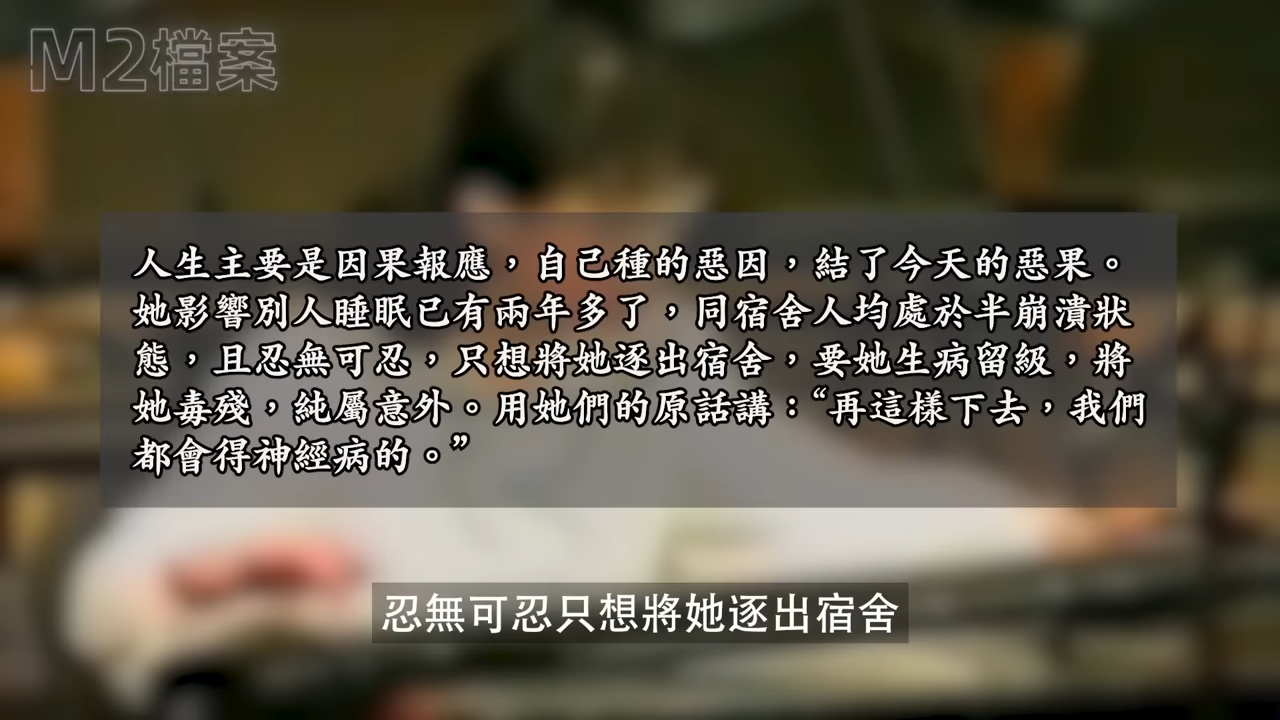 M2檔案
人生主要是因果報應，自己種的惡因，結了今天的惡果。
她影響別人睡眠已有兩年多了，同宿舍人均處於半崩潰狀
態，且忍無可忍，只想將她逐出宿舍，要她生病留級，將
她毒殘，純屬意外。用她們的原話講：“再這樣下去，我們
都會得神經病的。”
忍無可忍只想將她逐出宿舍